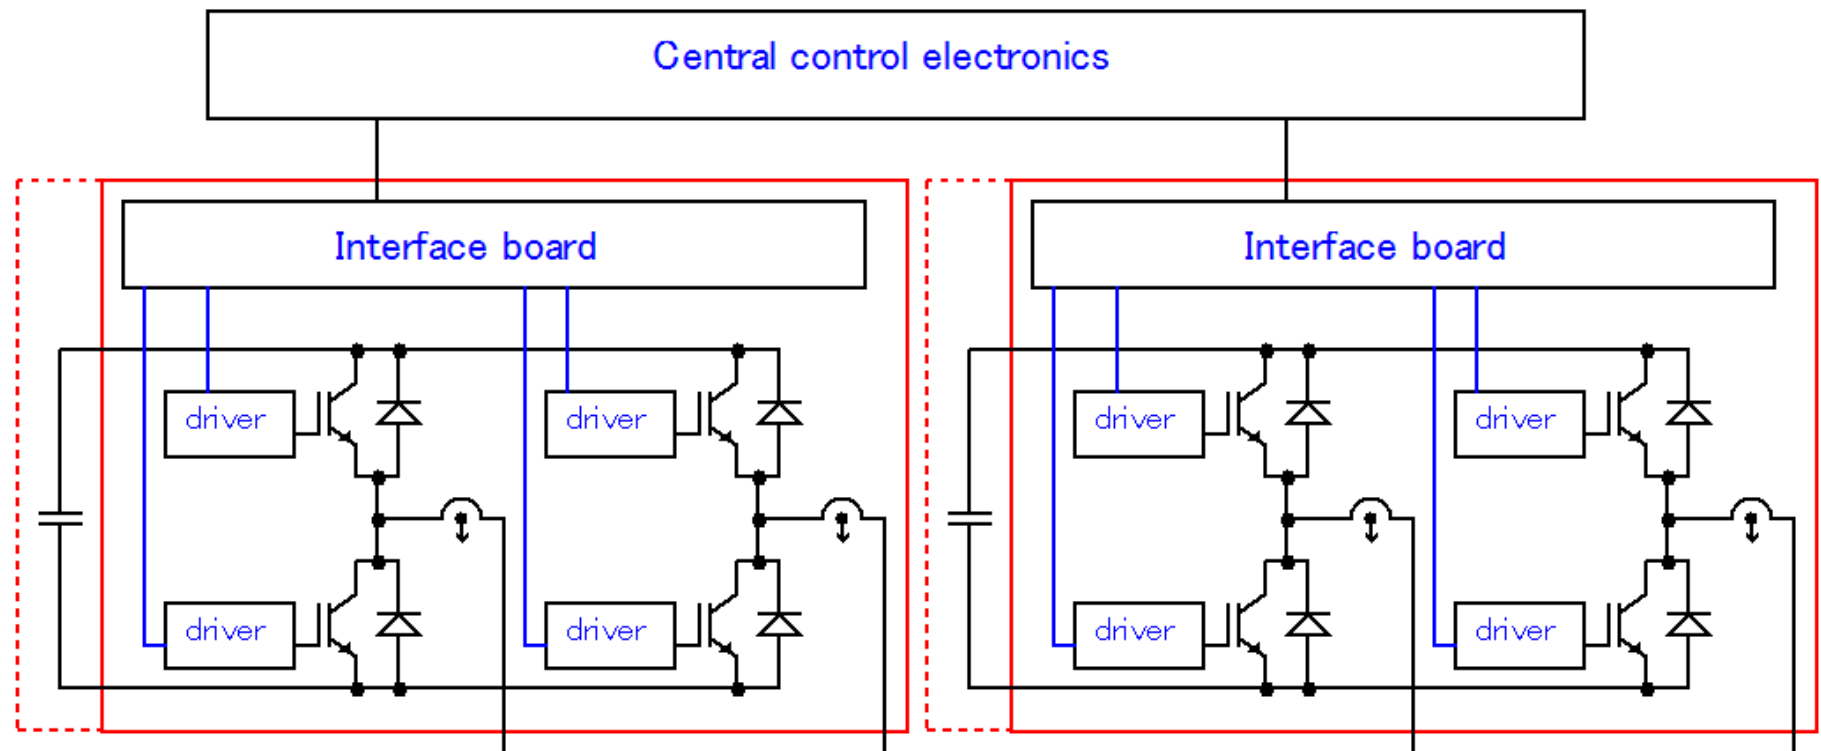 Central control electronics
Interface board
Interface board
driver
driver
driver
driver
driver
driver
driver
driver